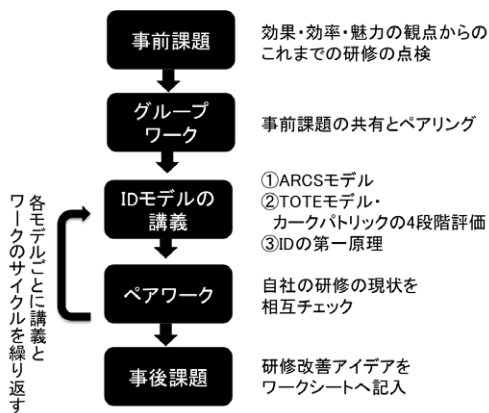 事前課題
効果・効率・魅力の観点からの
これまでの研修の点検
グループ
ワーク
事前課題の共有とペアリング
IDモデルの
講義
①ARCSモデル
②TOTEモデル・
カークパトリックの4段階評価
③IDの第一原理
各モデルごとに講義と
ワークのサイクルを繰り返す
ペアワーク
自社の研修の現状を
相互チェック
事後課題
研修改善アイデアを
ワークシートへ記入